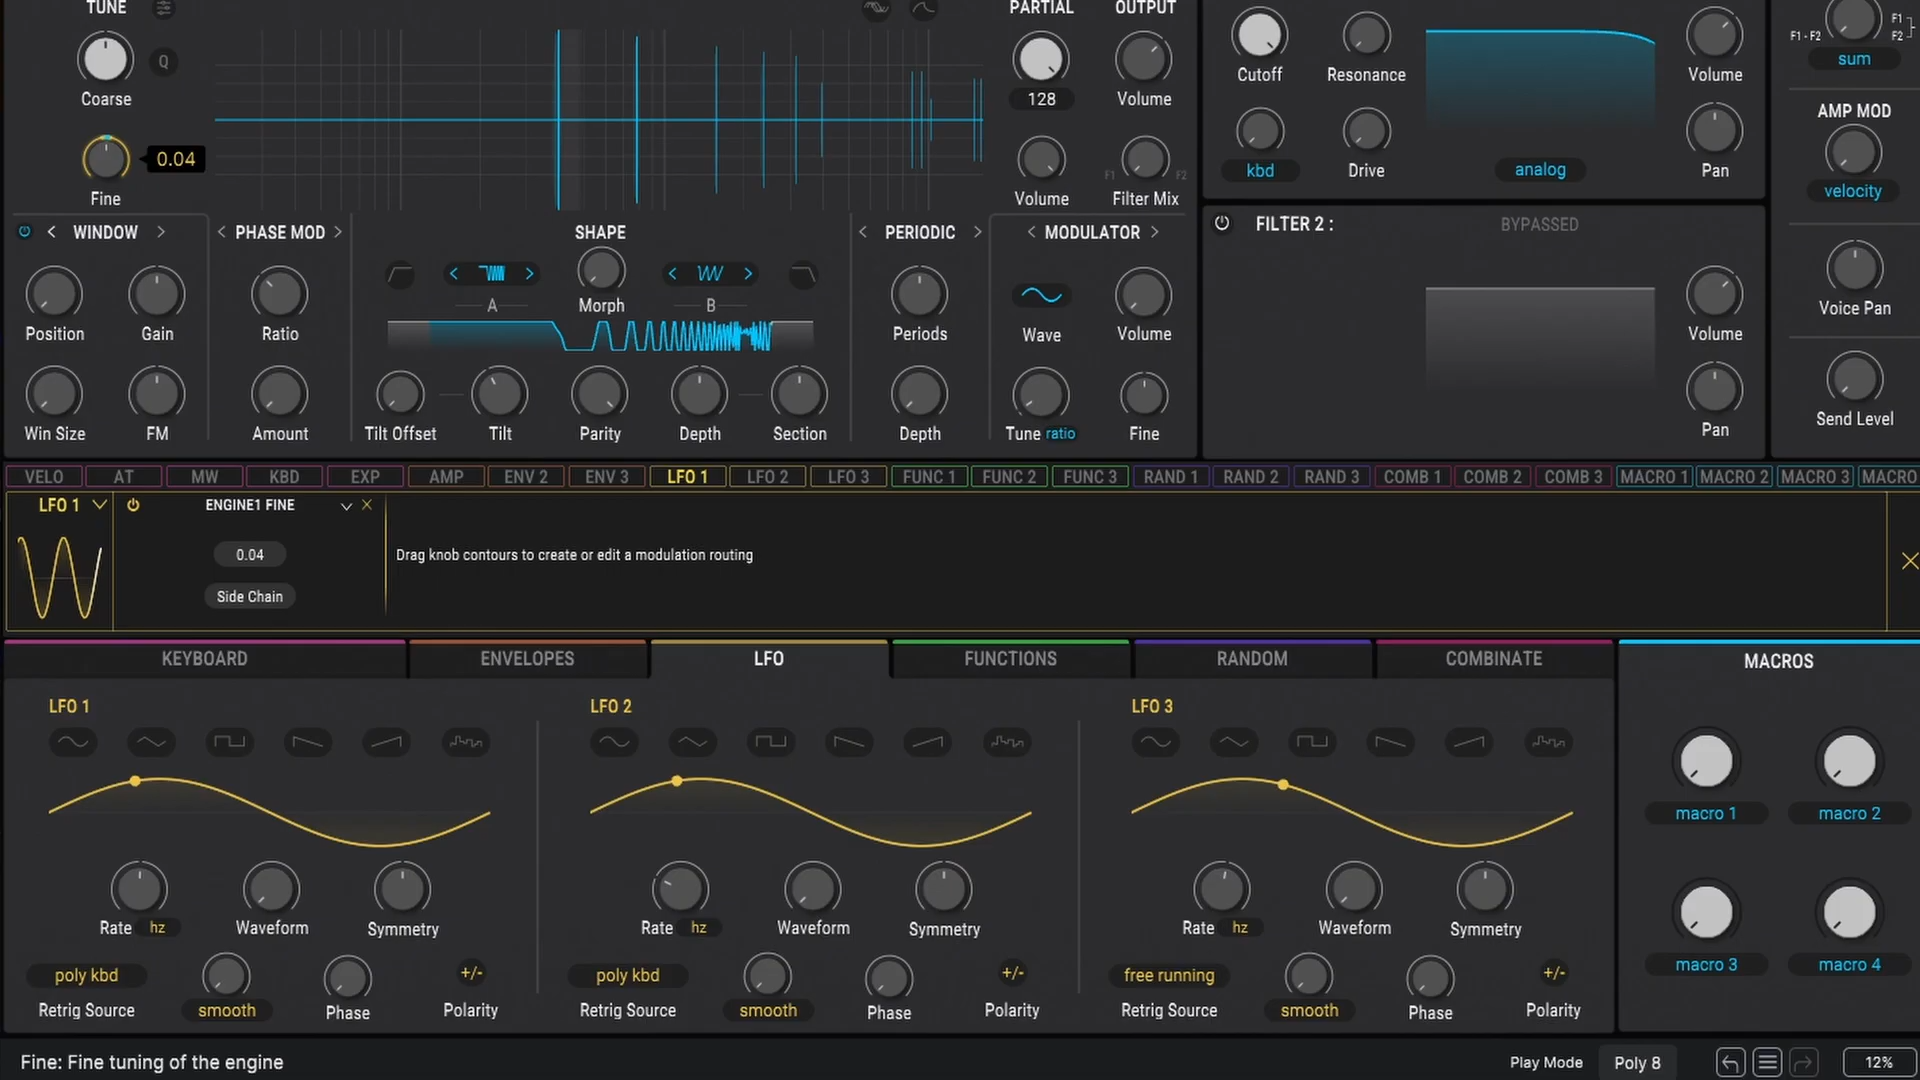 TUNE
PARTIAL
OUTPUT
Coarse
Q
128
Volume
Cutoff
Resonance
Volume
F1 - F2
F1
F2
sum
AMP MOD
Fine
0.04
Volume
F1
F2
Filter Mix
kbd
Drive
analog
Pan
velocity
WINDOW
PHASE MOD
SHAPE
PERIODIC
MODULATOR
FILTER 2 :
BYPASSED
Position
Gain
Ratio
A
Morph
B
Periods
Wave
Volume
Volume
Voice Pan
Win Size
FM
Amount
Tilt Offset
Tilt
Parity
Depth
Section
Depth
Tune ratio
Fine
Pan
Send Level
VELO AT MW KBD EXP AMP ENV 2 ENV 3 LFO 1 LFO 2 LFO 3 FUNC 1 FUNC 2 FUNC 3 RAND 1 RAND 2 RAND 3 COMB 1 COMB 2 COMB 3 MACRO 1 MACRO 2 MACRO 3 MACRO
LFO 1
ENGINE1 FINE
0.04
Side Chain
Drag knob contours to create or edit a modulation routing
KEYBOARD
ENVELOPES
LFO
FUNCTIONS
RANDOM
COMBINATE
MACROS
LFO 1
LFO 2
LFO 3
macro 1
macro 2
Rate hz
Waveform
Symmetry
Rate hz
Waveform
Symmetry
Rate hz
Waveform
Symmetry
macro 3
macro 4
poly kbd
+/-
poly kbd
+/-
free running
+/-
Retrig Source
smooth
Phase
Polarity
Retrig Source
smooth
Phase
Polarity
Retrig Source
smooth
Phase
Polarity
Fine: Fine tuning of the engine
Play Mode
Poly 8
12%